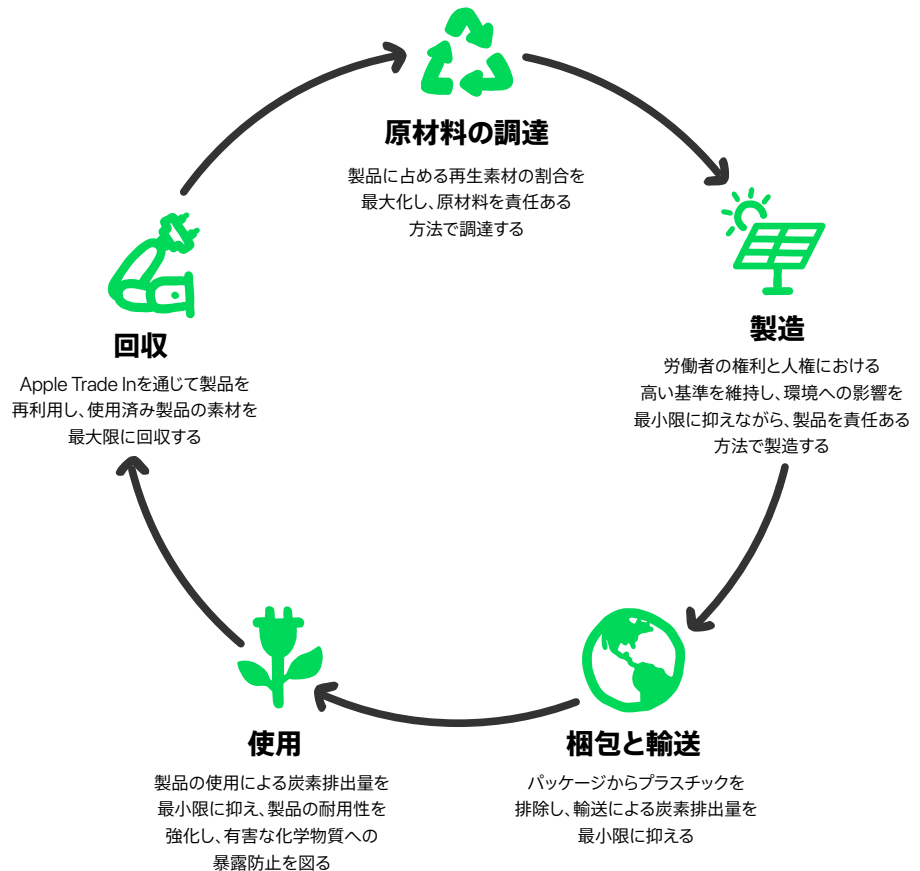 原材料の調達
製品に占める再生素材の割合を
最大化し、原材料を責任ある
方法で調達する
製造
労働者の権利と人権における
高い基準を維持し、環境への影響を
最小限に抑えながら、製品を責任ある
方法で製造する
梱包と輸送
パッケージからプラスチックを
排除し、輸送による炭素排出量を
最小限に抑える
使用
製品の使用による炭素排出量を
最小限に抑え、製品の耐用性を
強化し、有害な化学物質への
暴露防止を図る
回収
Apple Trade Inを通じて製品を
再利用し、使用済み製品の素材を
最大限に回収する